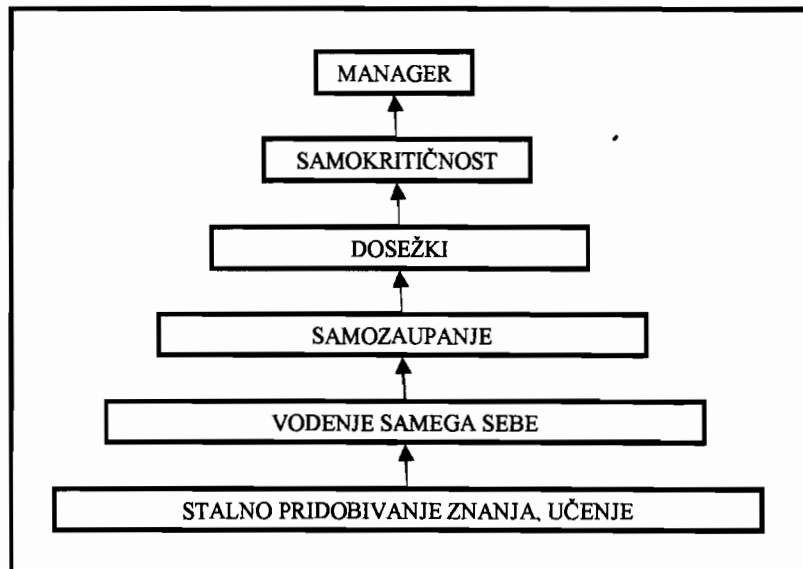 MANAGER
SAMOKRITIČNOST
DOSEŽKI
SAMOZAUPANJE
VODENJE SAMEGA SEBE
STALNO PRIDOBIVANJE ZNANJA, UČENJE